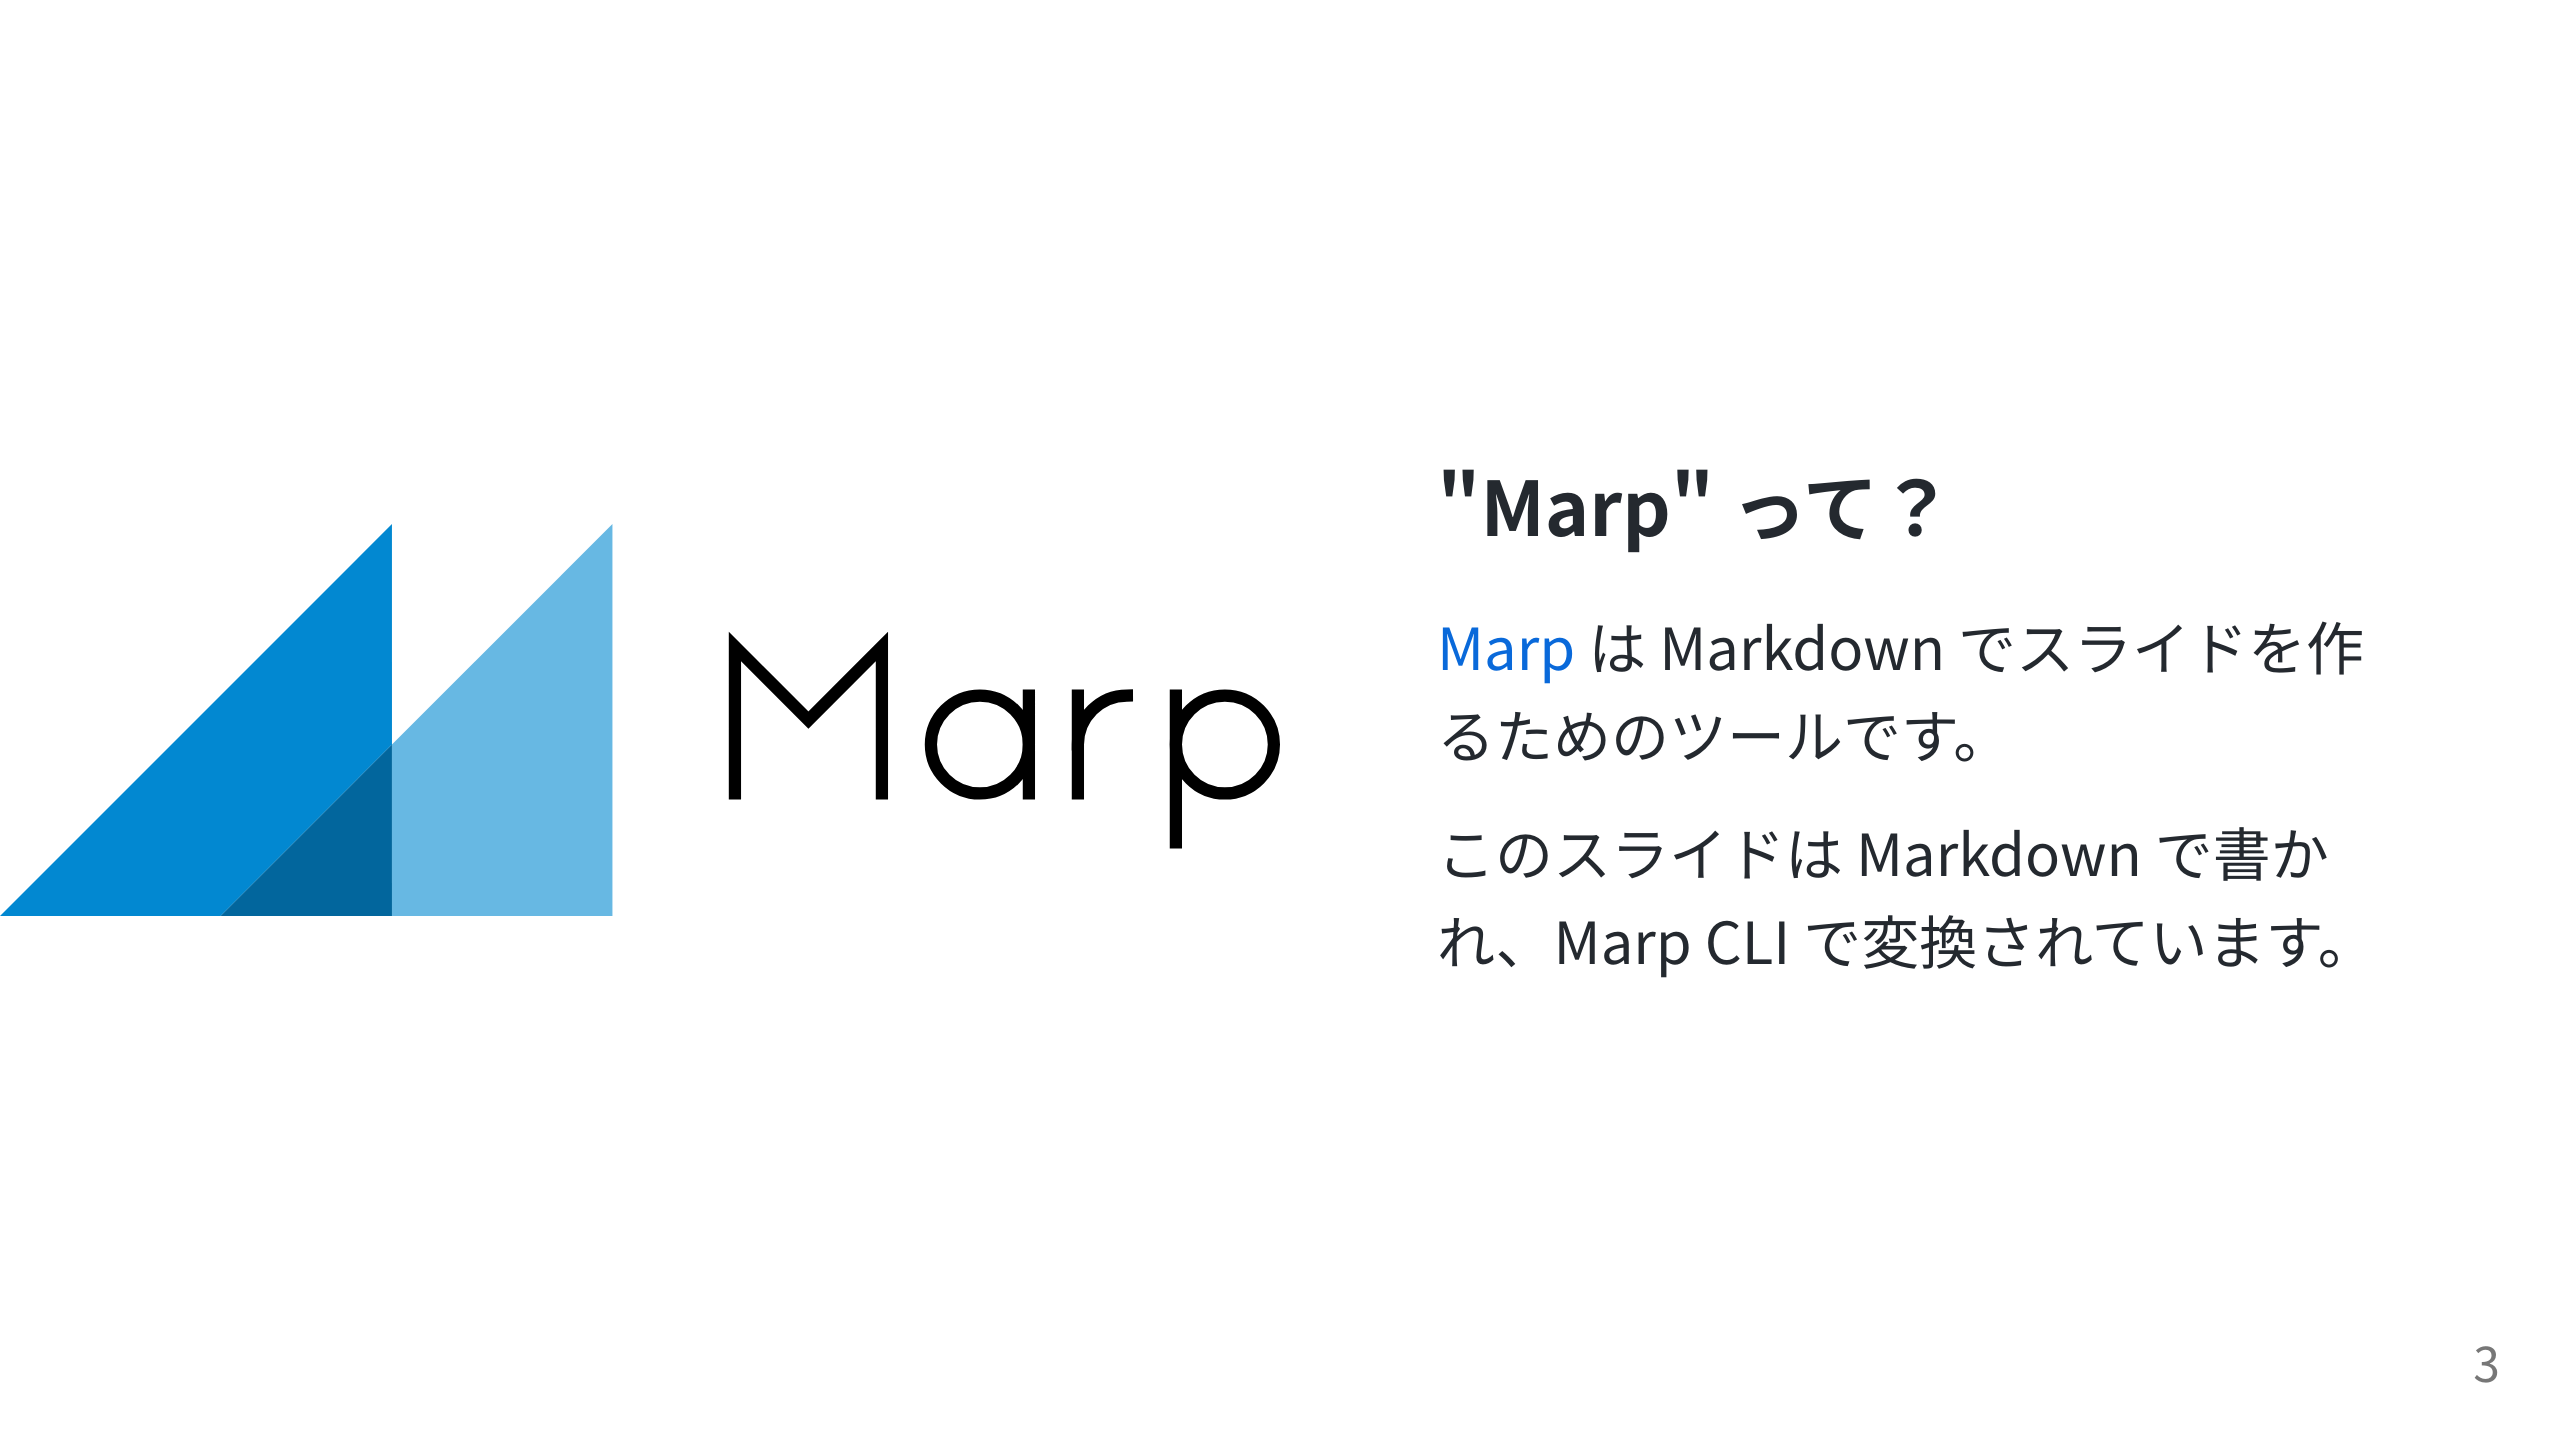 Marp
"Marp" って？
Marp は Markdown でスライドを作
るためのツールです。
このスライドは Markdown で書か
れ、Marp CLI で変換されています。
3